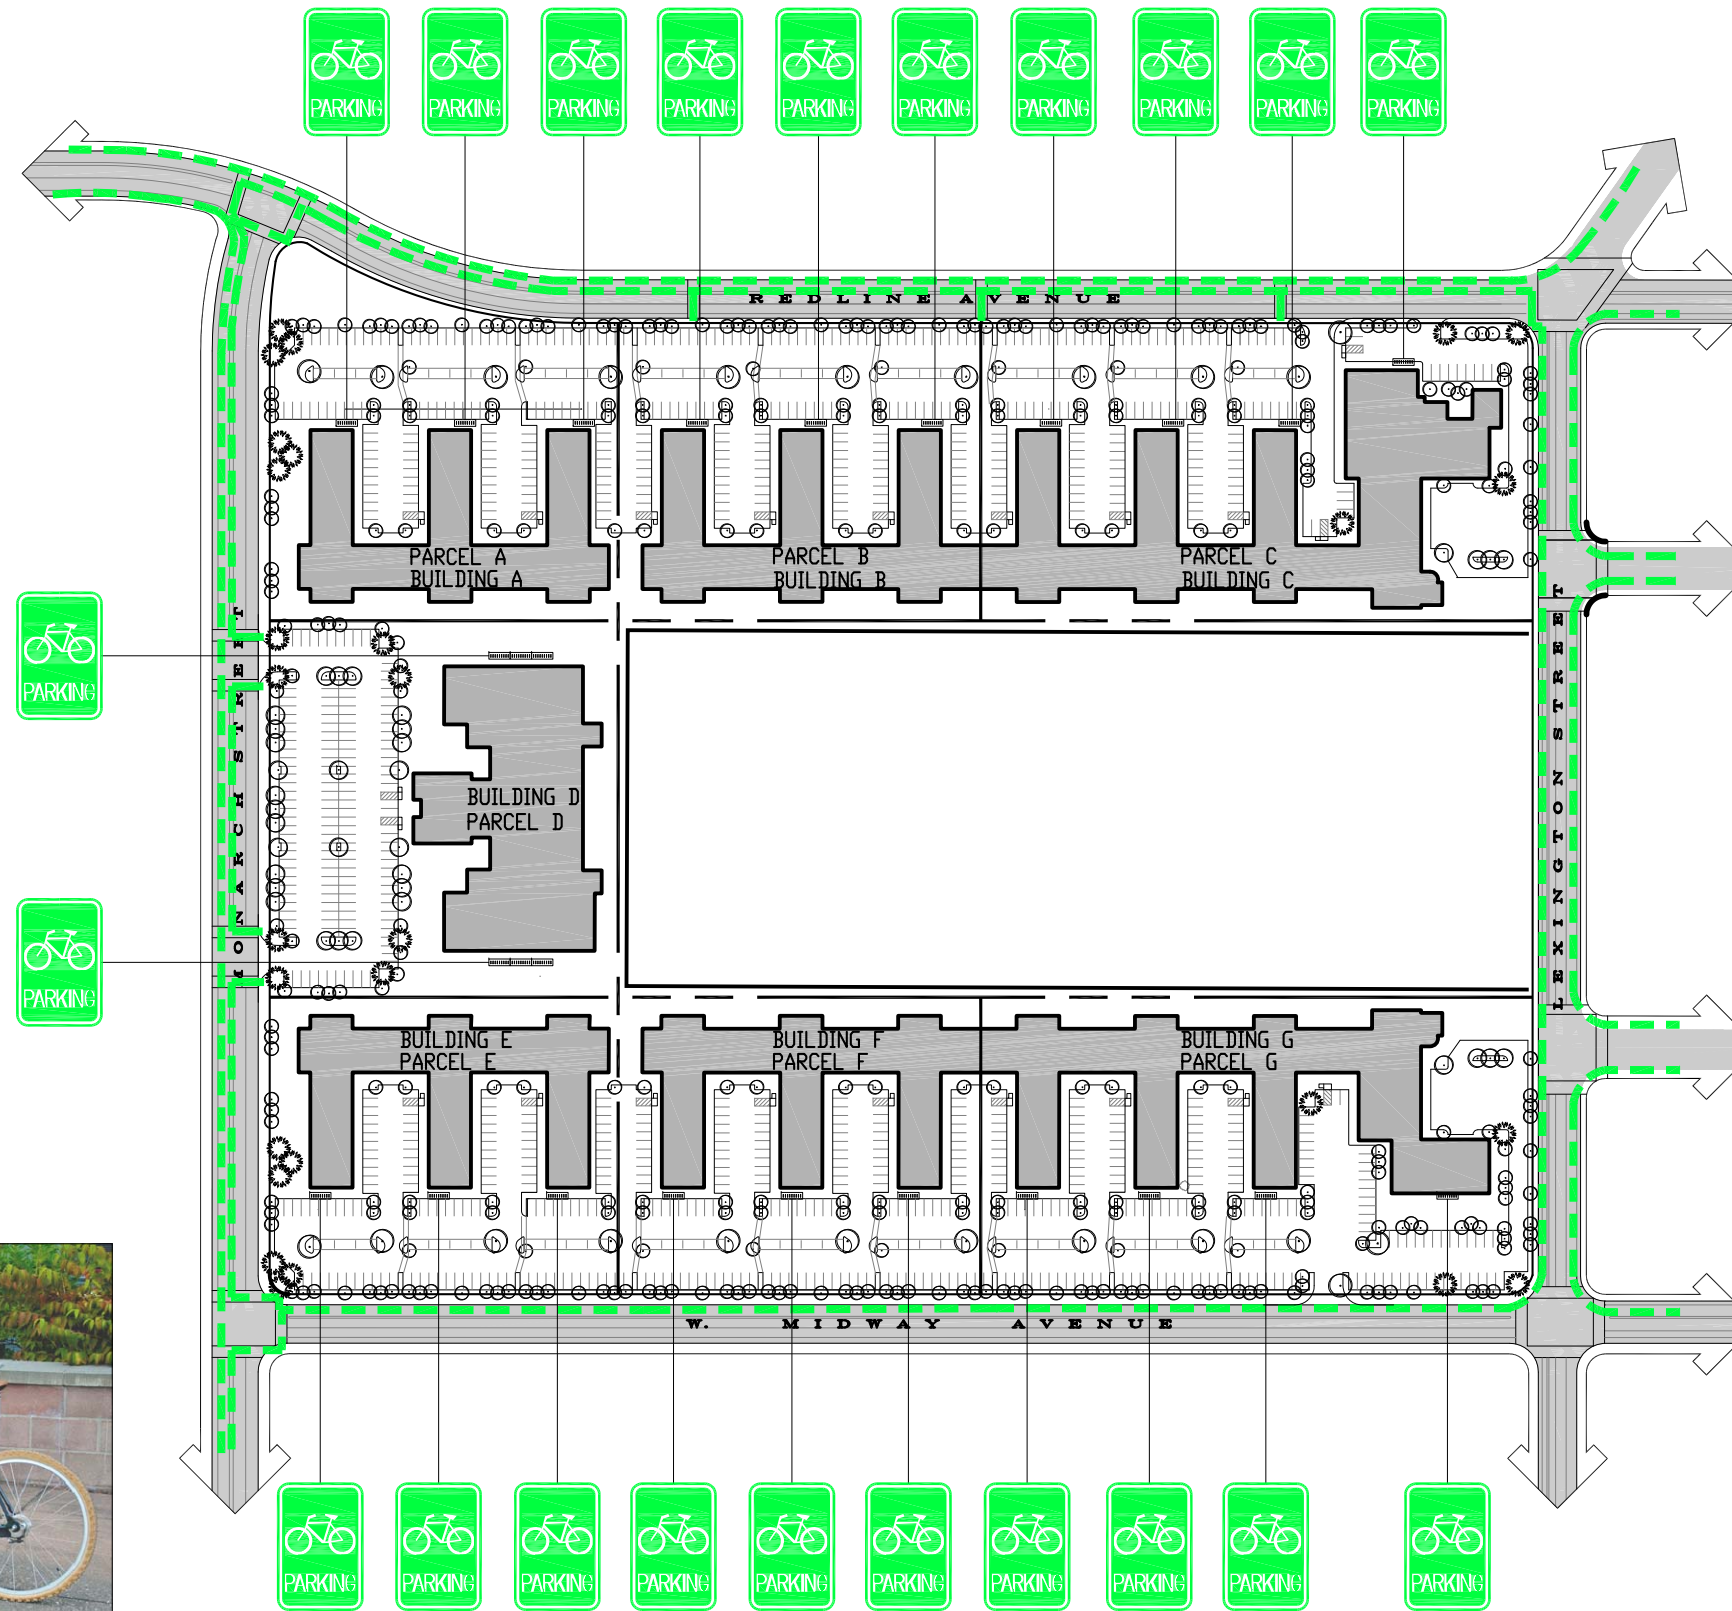 PARKING
PARKING
PARKING
PARKING
PARKING
PARKING
PARKING
PARKING
PARKING
PARKING
REDLINE AVENUE
PARCEL A
BUILDING A
PARCEL B
BUILDING B
PARCEL C
BUILDING C
PARKING
MONARCH STREET
LEXINGTON STREET
BUILDING D
PARCEL D
PARKING
BUILDING E
PARCEL E
BUILDING F
PARCEL F
BUILDING G
PARCEL G
W. MIDWAY AVENUE
PARKING
PARKING
PARKING
PARKING
PARKING
PARKING
PARKING
PARKING
PARKING
PARKING